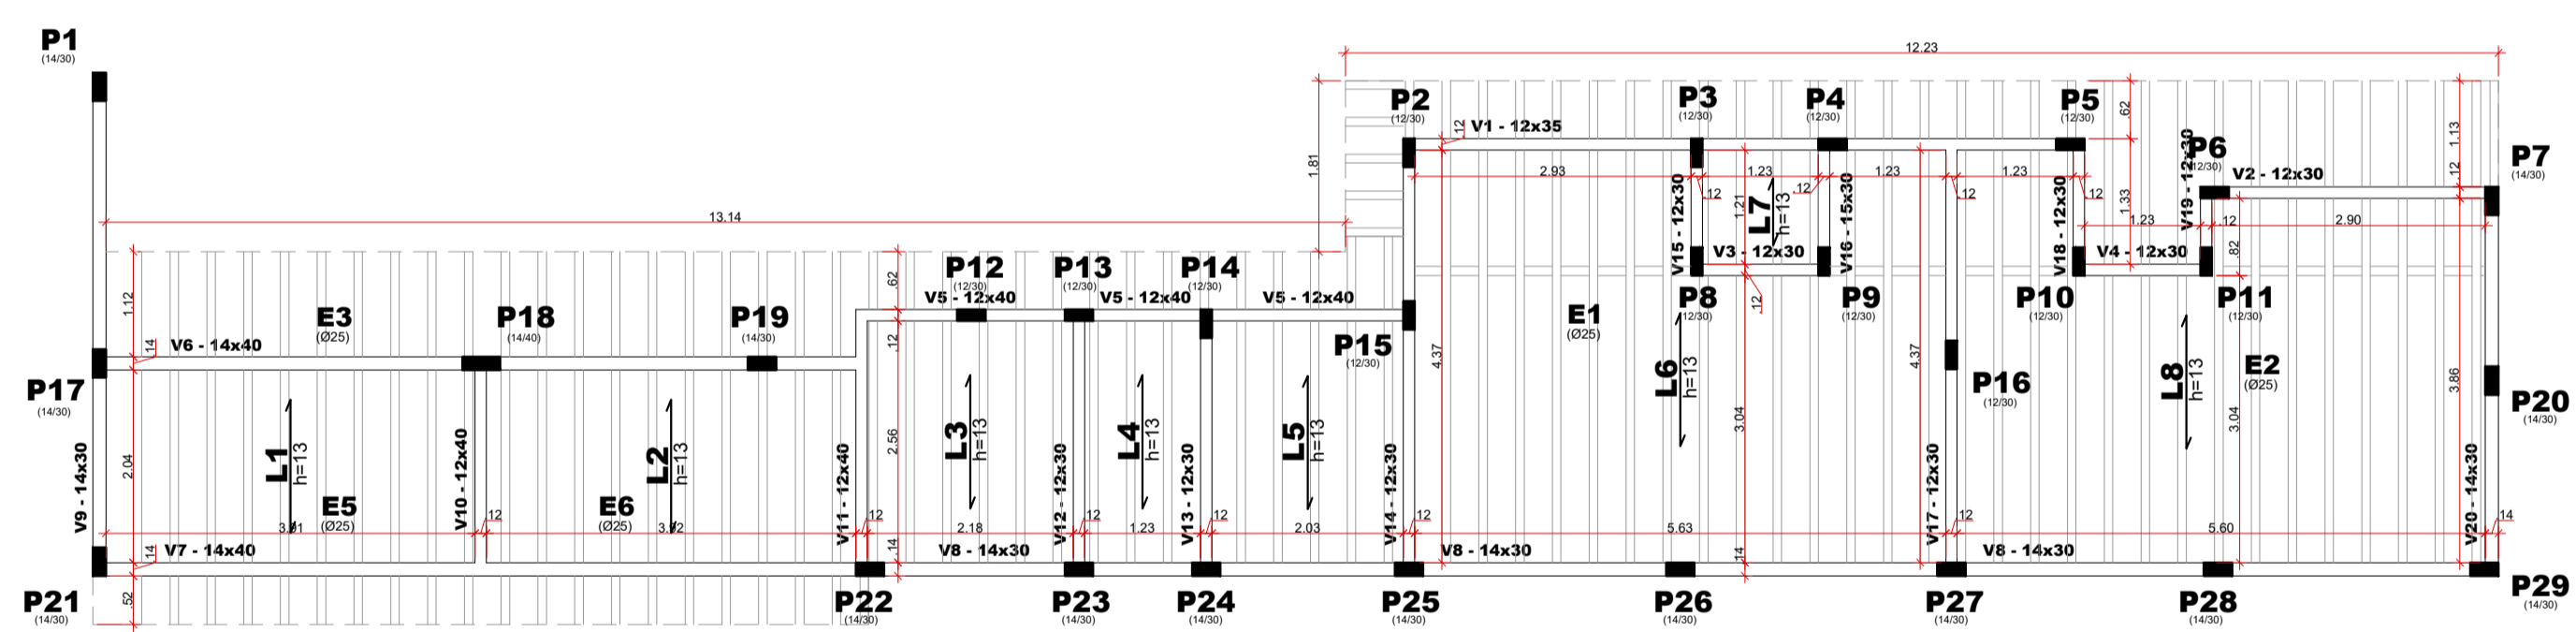 P1
(14/30)
12.23
P2
(12/30)
P3
(12/30)
P4
(12/30)
P5
(12/30)
P6
(12/30)
P7
(14/30)
.62
1.13
.12
1.81
.12
V1 - 12x35
V2 - 12x30
2.93
1.23
1.23
1.23
.12
.12
.12
.12
1.33
1.23
.12
2.90
.82
V15 - 12x30
1.21
L7
h=13
V16 - 15x30
V18 - 12x30
V19 - 12x30
V3 - 12x30
V4 - 12x30
13.14
1.12
.62
P12
(12/30)
P13
(12/30)
P14
(12/30)
V5 - 12x40
V5 - 12x40
V5 - 12x40
E3
(Ø25)
P18
(14/40)
P19
(14/30)
.14
V6 - 14x40
.12
P15
(12/30)
4.37
E1
(Ø25)
P8
(12/30)
.12
P9
(12/30)
4.37
P10
(12/30)
P11
(12/30)
P16
(12/30)
E2
(Ø25)
3.86
P17
(14/30)
P20
(14/30)
L6
h=13
3.04
L8
h=13
3.04
V9 - 14x30
2.04
L1
h=13
V10 - 12x40
L2
h=13
V11 - 12x40
2.56
L3
h=13
V12 - 12x30
L4
h=13
V13 - 12x30
L5
h=13
V14 - 12x30
V17 - 12x30
V20 - 14x30
E5
(Ø25)
E6
(Ø25)
.12
.12
2.18
.12
1.23
.12
2.03
.12
5.63
.12
5.60
.14
.14
V7 - 14x40
.14
V8 - 14x30
V8 - 14x30
.14
V8 - 14x30
.52
P21
(14/30)
P22
(14/30)
P23
(14/30)
P24
(14/30)
P25
(14/30)
P26
(14/30)
P27
(14/30)
P28
(14/30)
P29
(14/30)